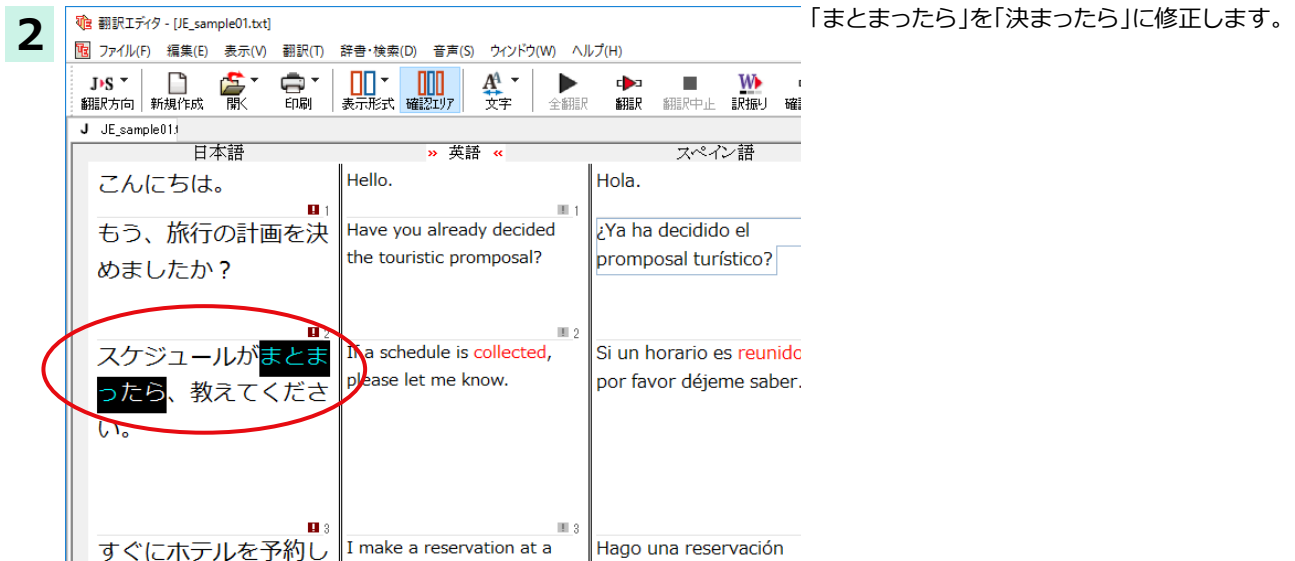 2
翻訳エディタ - [JE_sample01.txt]
「まとまったら」を「決まったら」に修正します。
ファイル(F) 編集(E) 表示(V) 翻訳(T) 辞書・検索(D) 音声(S) ウィンドウ(W) ヘルプ(H)
J▸S
翻訳方向 新規作成 開く 印刷 表示形式 確認エリア 文字 全翻訳 翻訳 翻訳中止 訳振り
J JE_sample01.t
日本語 » 英語 « スペイン語
こんにちは。 Hello. Hola.
1 1
もう、旅行の計画を決 Have you already decided ¿Ya ha decidido el
めましたか？ the touristic promposal? promposal turístico?
2 2
スケジュールがまとま If a schedule is collected, Si un horario es reunido
ったら、教えてくださ please let me know. por favor déjeme saber.
い。
3 3
すぐにホテルを予約し I make a reservation at a Hago una reservación